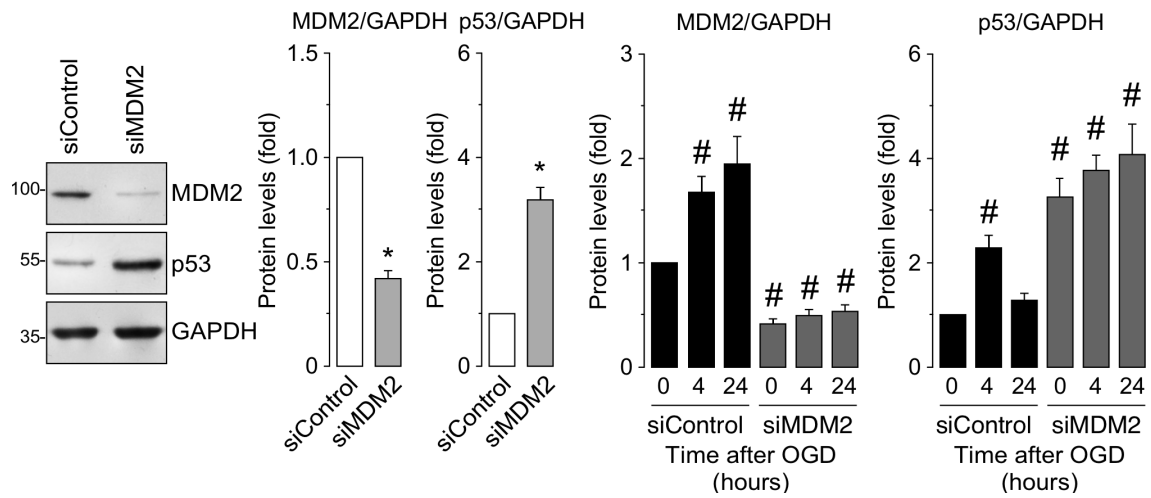 siControl
siMDM2
100-
MDM2
55-
p53
35-
GAPDH
MDM2/GAPDH
Protein levels (fold)
1.5
1.0
0.5
0
*
siControl
siMDM2
p53/GAPDH
Protein levels (fold)
6
4
2
0
*
siControl
siMDM2
MDM2/GAPDH
Protein levels (fold)
3
2
1
0
# # # # #
0 4 24 0 4 24
siControl siMDM2
Time after OGD
(hours)
p53/GAPDH
Protein levels (fold)
6
4
2
0
# # # #
0 4 24 0 4 24
siControl siMDM2
Time after OGD
(hours)